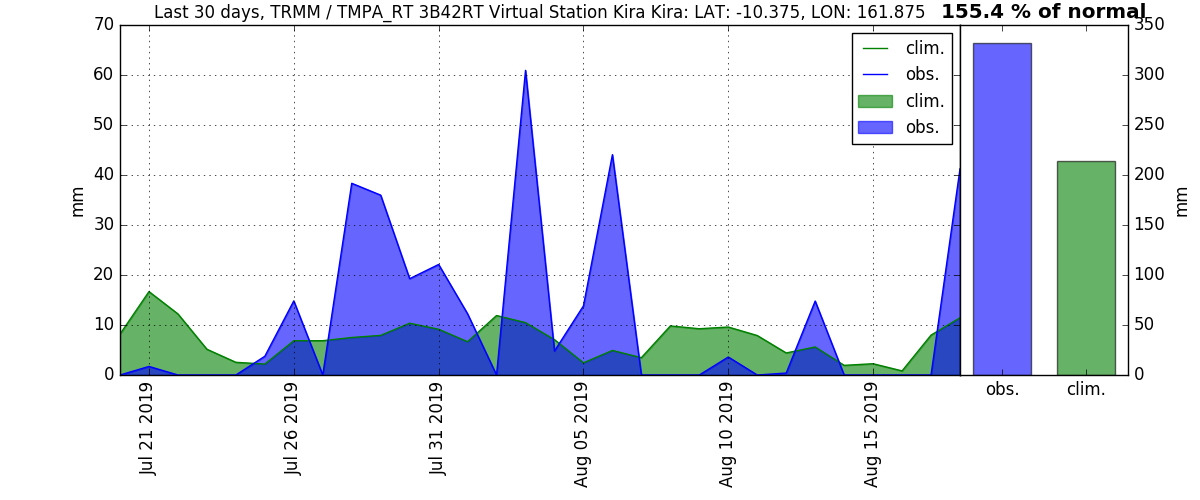 Last 30 days, TRMM / TMPA_RT 3B42RT Virtual Station Kira Kira: LAT: -10.375, LON: 161.875 155.4 % of normal
70
60
50
40
30
20
10
0
mm
clim.
obs.
clim.
obs.
350
300
250
200
150
100
50
0
mm
Jul 21 2019
Jul 26 2019
Jul 31 2019
Aug 05 2019
Aug 10 2019
Aug 15 2019
obs. clim.